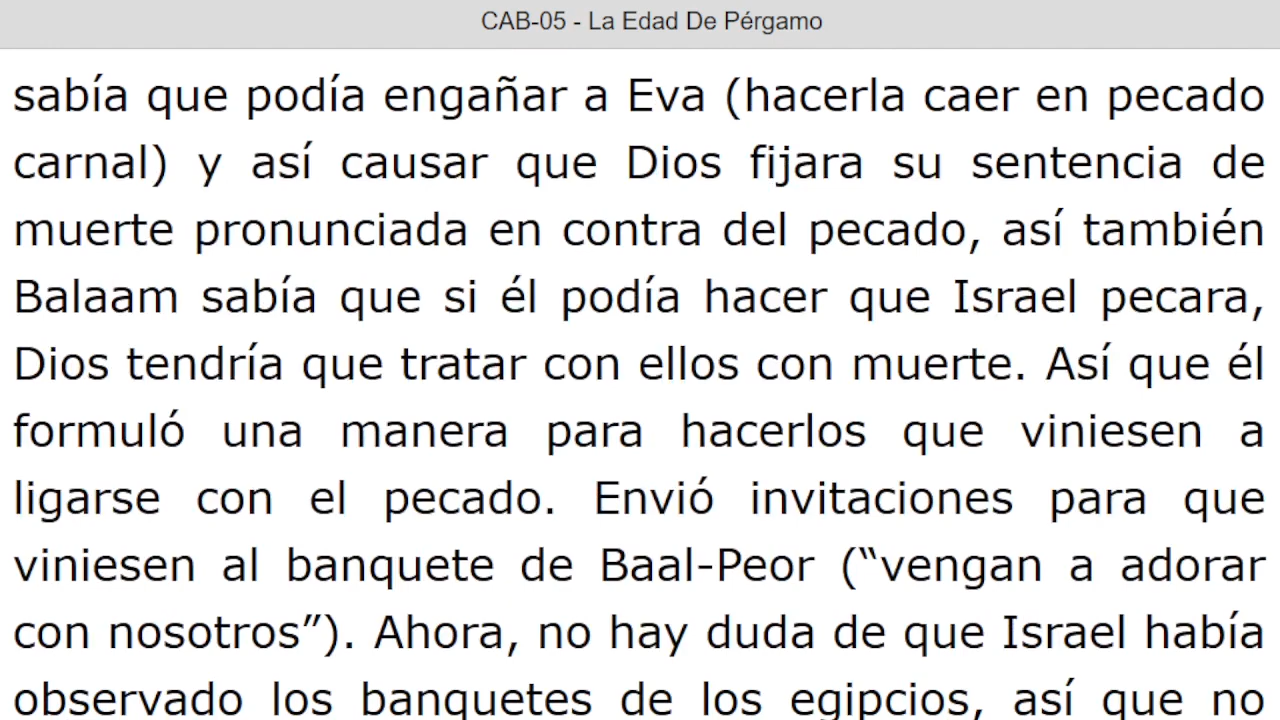 CAB-05 - La Edad De Pérgamo
sabía que podía engañar a Eva (hacerla caer en pecado
carnal) y así causar que Dios fijara su sentencia de
muerte pronunciada en contra del pecado, así también
Balaam sabía que si él podía hacer que Israel pecara,
Dios tendría que tratar con ellos con muerte. Así que él
formuló una manera para hacerlos que viniesen a
ligarse con el pecado. Envió invitaciones para que
viniesen al banquete de Baal-Peor (“vengan a adorar
con nosotros”). Ahora, no hay duda de que Israel había
observado los banquetes de los egipcios, así que no